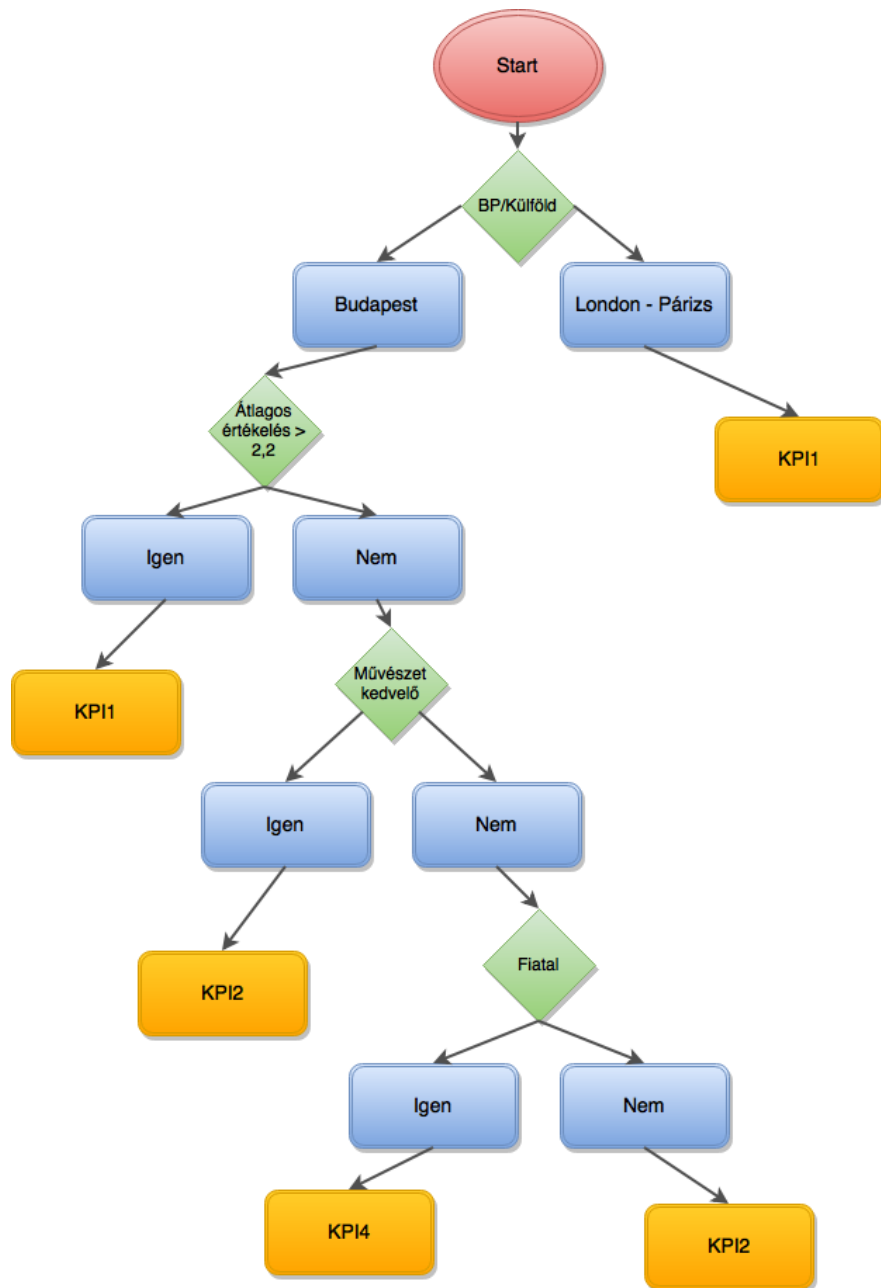 Start
BP/Külföld
Budapest
London - Párizs
Átlagos
értékelés >
2,2
KPI1
Igen
Nem
Művészet
kedvelő
KPI1
Igen
Nem
Fiatal
KPI2
Igen
Nem
KPI4
KPI2